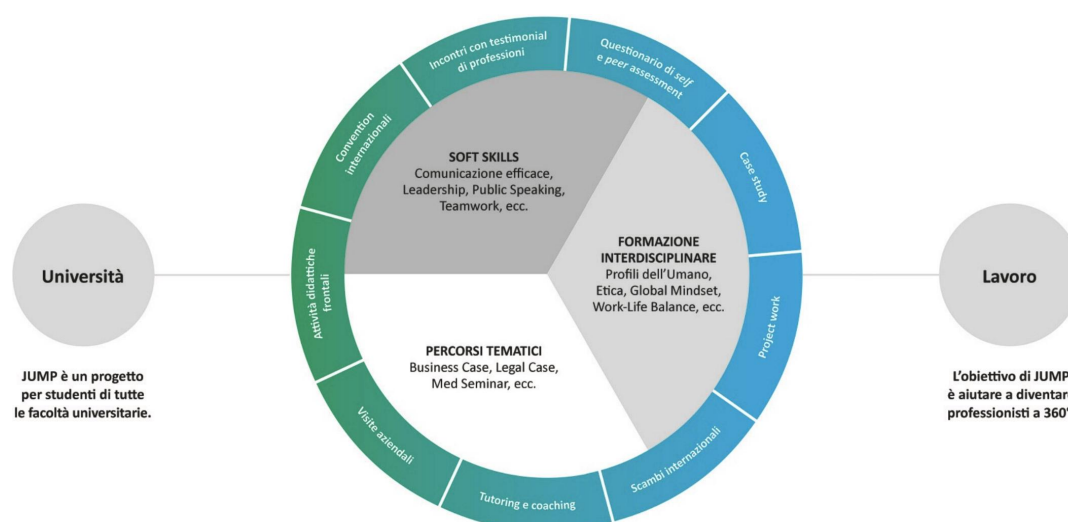 Università
JUMP è un progetto
per studenti di tutte
le facoltà universitarie.
Incontri con testimonial
di professioni
Questionario di self
e peer assessment
Case study
Project work
Scambi internazionali
Tutoring e coaching
Visite aziendali
Attività didattiche
frontali
Convention
internazionali
SOFT SKILLS
Comunicazione efficace,
Leadership, Public Speaking,
Teamwork, ecc.
FORMAZIONE
INTERDISCIPLINARE
Profili dell'Umano,
Etica, Global Mindset,
Work-Life Balance, ecc.
PERCORSI TEMATICI
Business Case, Legal Case,
Med Seminar, ecc.
Lavoro
L'obiettivo di JUMP
è aiutare a diventare
professionisti a 360°